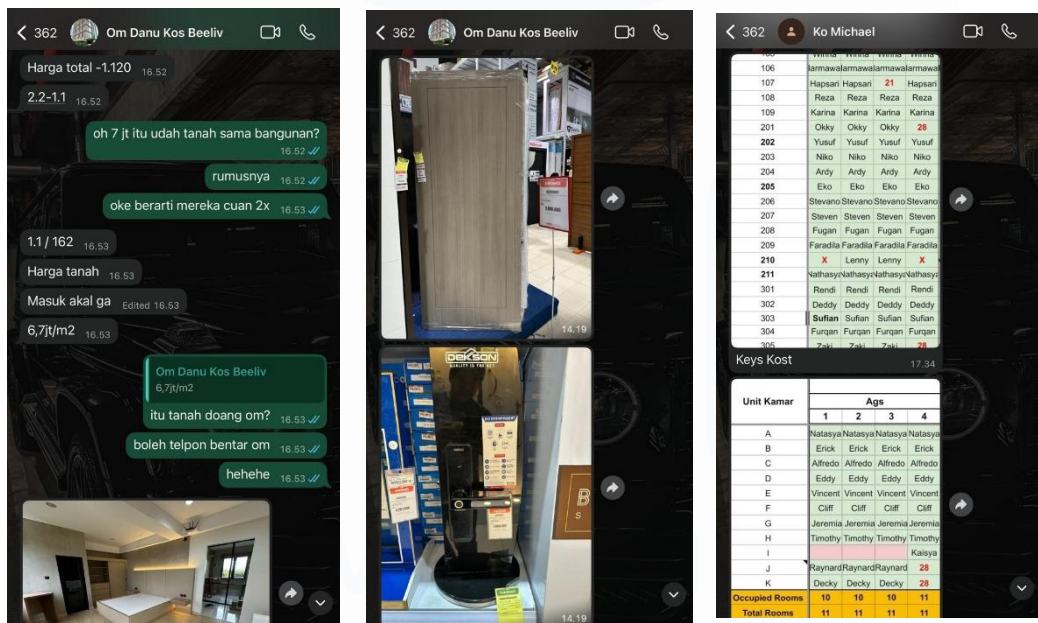 362 Om Danu Kos Beeliv
Harga total -1.120 16.52
2.2-1.1 16.52
oh 7 jt itu udah tanah sama bangunan?
16.52
rumusnya 16.52
oke berarti mereka cuan 2x 16.53
1.1 / 162 16.53
Harga tanah 16.53
Masuk akal ga Edited 16.53
6,7jt/m2 16.53
Om Danu Kos Beeliv
6,7jt/m2
itu tanah doang om? 16.53
boleh telpon bentar om 16.53
hehehe 16.53
362 Om Danu Kos Beeliv
14.19
DEKSON
14.19
362 Ko Michael
107 Hapsari Hapsari 21 Hapsari
108 Reza Reza Reza Reza
109 Karina Karina Karina Karina
201 Okky Okky Okky 28
202 Yusuf Yusuf Yusuf Yusuf
203 Niko Niko Niko Niko
204 Ardy Ardy Ardy Ardy
205 Eko Eko Eko Eko
206 Stevano Stevano Stevano Stevano
207 Steven Steven Steven Steven
208 Fugan Fugan Fugan Fugan
209 Faradila Faradila Faradila Faradila
210 X Lenny Lenny X
211
301 Rendi Rendi Rendi Rendi
302 Deddy Deddy Deddy Deddy
303 Sufian Sufian Sufian Sufian
304 Furqan Furqan Furqan Furqan
305 Zaki Zaki Zaki 28
Keys Kost 17.34
Unit Kamar Ags
1 2 3 4
A Natasya Natasya Natasya Natasya
B Erick Erick Erick Erick
C Alfredo Alfredo Alfredo Alfredo
D Eddy Eddy Eddy Eddy
E Vincent Vincent Vincent Vincent
F Cliff Cliff Cliff Cliff
G Jeremia Jeremia Jeremia Jeremia
H Timothy Timothy Timothy Timothy
I Kaisya
J Raynard Raynard Raynard 28
K Decky Decky Decky 28
Occupied Rooms 10 10 10 11
Total Rooms 11 11 11 11